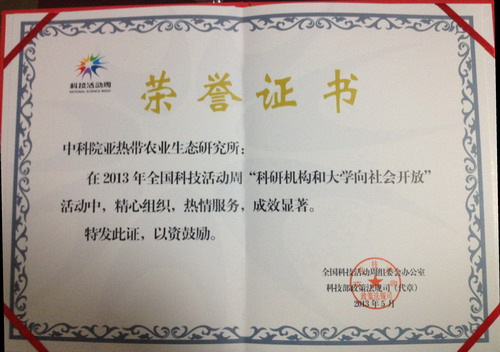 科技活动周
NATIONAL SCIENCE WEEK
荣誉证书
中科院亚热带农业生态研究所：
在2013年全国科技活动周“科研机构和大学向社会开放”
活动中，精心组织，热情服务，成效显著。
特发此证，以资鼓励。
全国科技活动周组委会办公室
科技部政策法规司（代章）
2013年5月
政策法规司